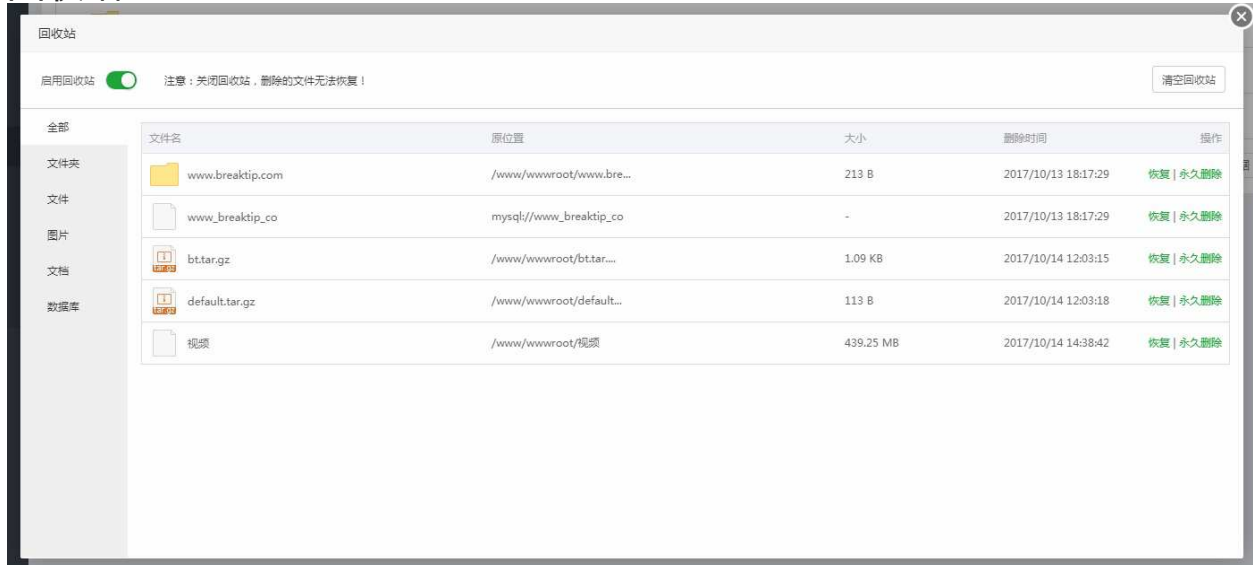 回收站
启用回收站 注意：关闭回收站，删除的文件无法恢复！ 清空回收站
全部
文件夹
文件
图片
文档
数据库
文件名 原位置 大小 删除时间 操作
www.breaktip.com /www/wwwroot/www.bre... 213 B 2017/10/13 18:17:29 恢复 | 永久删除
www_breaktip_co mysql://www_breaktip_co - 2017/10/13 18:17:29 恢复 | 永久删除
tar.gz bt.tar.gz /www/wwwroot/bt.tar.... 1.09 KB 2017/10/14 12:03:15 恢复 | 永久删除
tar.gz default.tar.gz /www/wwwroot/default... 113 B 2017/10/14 12:03:18 恢复 | 永久删除
视频 /www/wwwroot/视频 439.25 MB 2017/10/14 14:38:42 恢复 | 永久删除